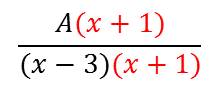 A(x + 1)
(x − 3)(x + 1)